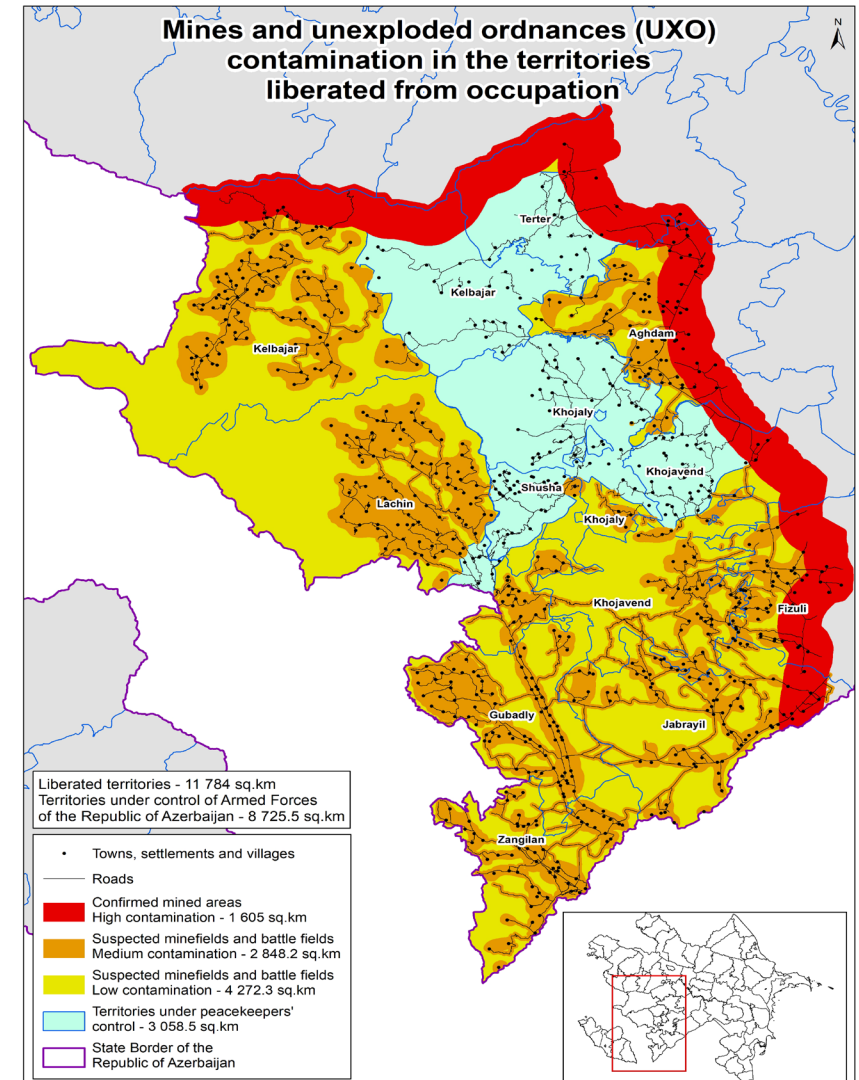 Mines and unexploded ordnances (UXO)
contamination in the territories
liberated from occupation
N
Terter
Kelbajar
Aghdam
Kelbajar
Khojaly
Khojavend
Shusha
Lachin
Khojaly
Khojavend
Fizuli
Gubadly
Jabrayil
Zangilan
Liberated territories - 11 784 sq.km
Territories under control of Armed Forces
of the Republic of Azerbaijan - 8 725.5 sq.km
Towns, settlements and villages
Roads
Confirmed mined areas
High contamination - 1 605 sq.km
Suspected minefields and battle fields
Medium contamination - 2 848.2 sq.km
Suspected minefields and battle fields
Low contamination - 4 272.3 sq.km
Territories under peacekeepers'
control - 3 058.5 sq.km
State Border of the
Republic of Azerbaijan